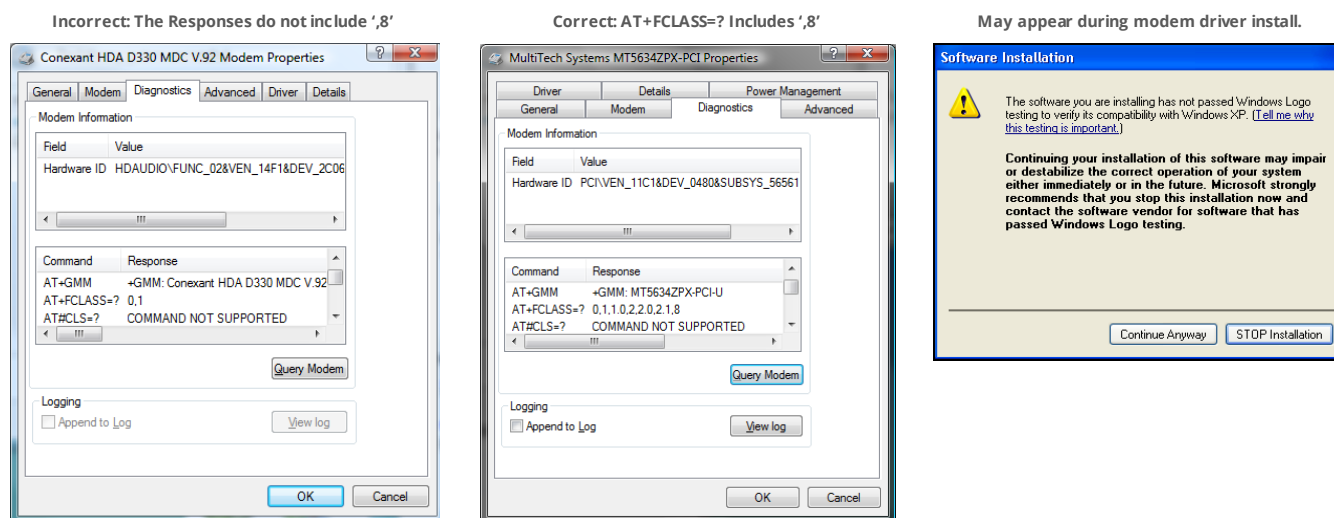 Incorrect: The Responses do not include ‘,8’
Conexant HDA D330 MDC V.92 Modem Properties
General Modem Diagnostics Advanced Driver Details
Modem Information
Field Value
Hardware ID HDAUDIO\FUNC_02&VEN_14F1&DEV_2C06
Command Response
AT+GMM +GMM: Conexant HDA D330 MDC V.92
AT+FCLASS=? 0,1
AT#CLS=? COMMAND NOT SUPPORTED
Query Modem
Logging
Append to Log View log
OK Cancel
Correct: AT+FCLASS=? Includes ‘,8’
MultiTech Systems MT5634ZPX-PCI Properties
Driver Details Power Management
General Modem Diagnostics Advanced
Modem Information
Field Value
Hardware ID PCI\VEN_11C1&DEV_0480&SUBSYS_56561
Command Response
AT+GMM +GMM: MT5634ZPX-PCI-U
AT+FCLASS=? 0,1,1.0,2,2.0,2.1,8
AT#CLS=? COMMAND NOT SUPPORTED
Query Modem
Logging
Append to Log View log
OK Cancel
May appear during modem driver install.
Software Installation
The software you are installing has not passed Windows Logo
testing to verify its compatibility with Windows XP. (Tell me why
this testing is important.)
Continuing your installation of this software may impair
or destabilize the correct operation of your system
either immediately or in the future. Microsoft strongly
recommends that you stop this installation now and
contact the software vendor for software that has
passed Windows Logo testing.
Continue Anyway STOP Installation